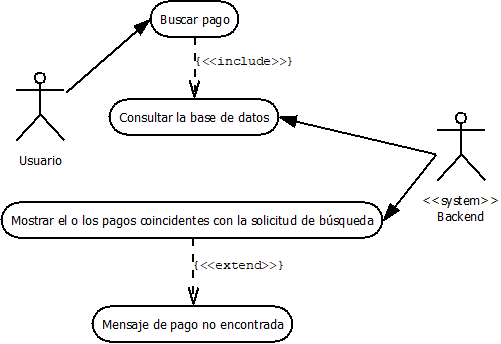 Buscar pago
{<<include>>}
Consultar la base de datos
Usuario
<<system>>
Backend
Mostrar el o los pagos coincidentes con la solicitud de búsqueda
{<<extend>>}
Mensaje de pago no encontrada